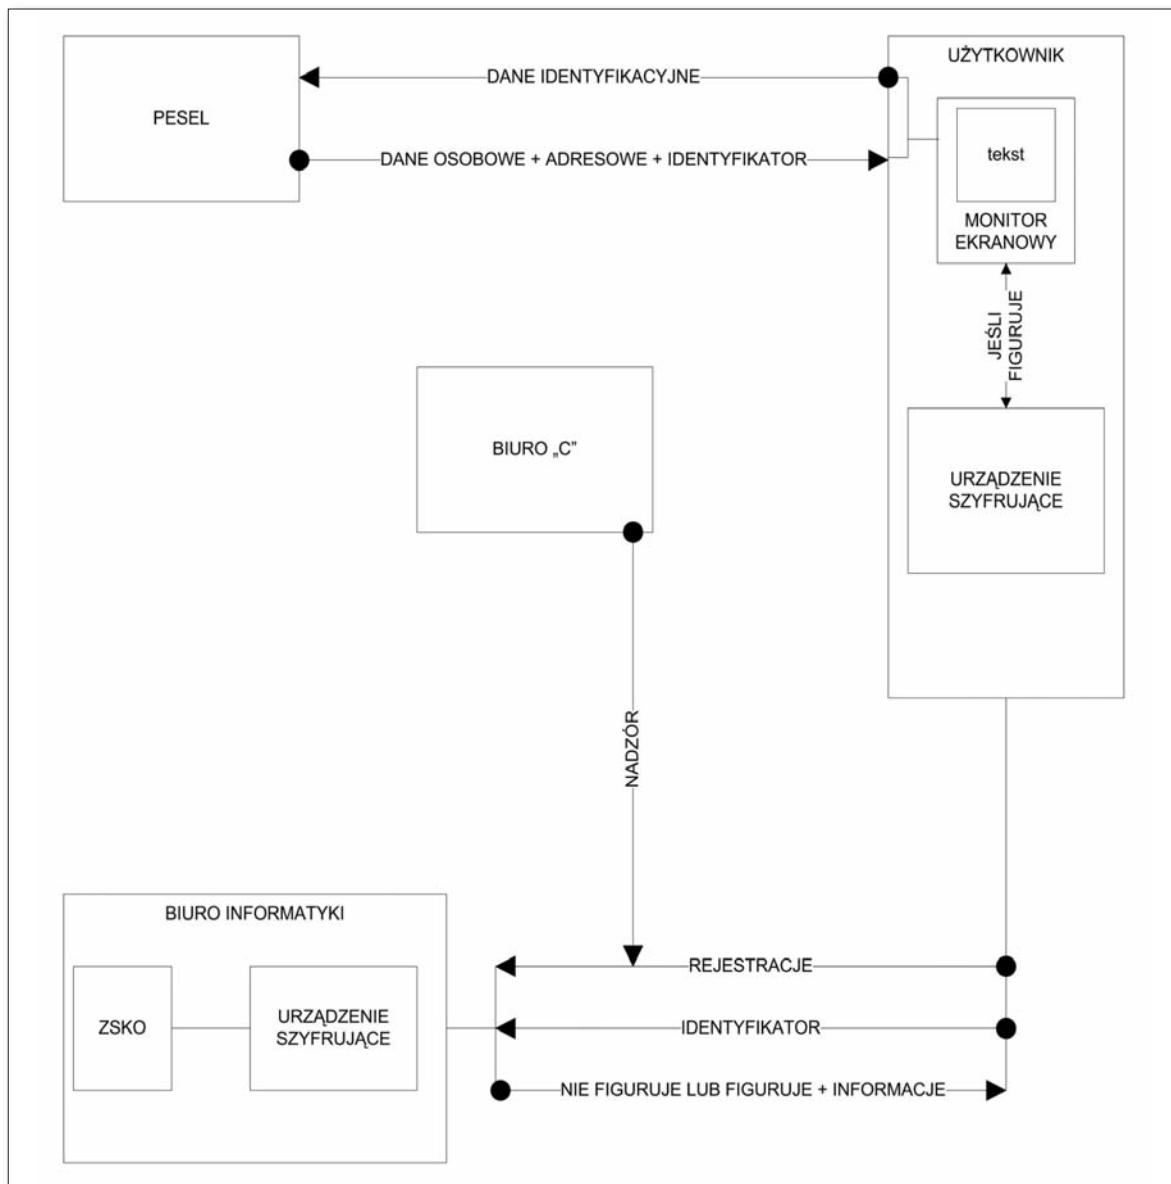 PESEL
DANE IDENTYFIKACYJNE
DANE OSOBOWE + ADRESOWE + IDENTYFIKATOR
UŻYTKOWNIK
tekst
MONITOR
EKRANOWY
JEŚLI
FIGURUJE
URZĄDZENIE
SZYFRUJĄCE
BIURO „C”
NADZÓR
BIURO INFORMATYKI
ZSKO
URZĄDZENIE
SZYFRUJĄCE
REJESTRACJE
IDENTYFIKATOR
NIE FIGURUJE LUB FIGURUJE + INFORMACJE